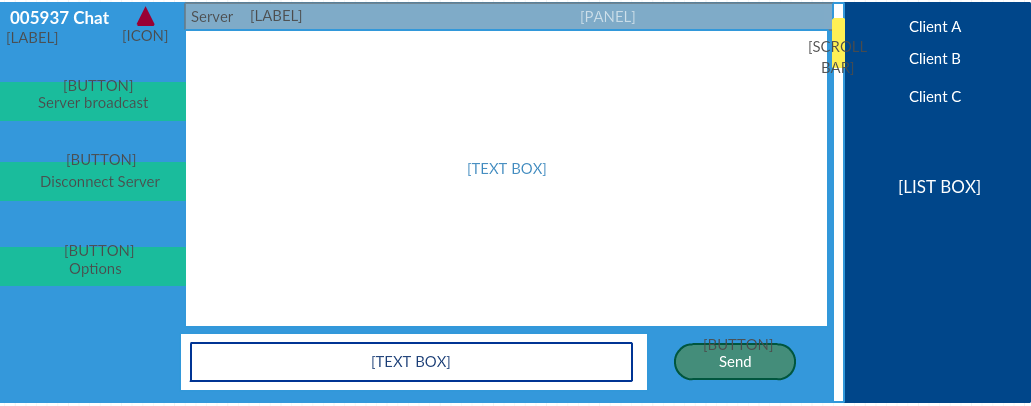 005937 Chat
[LABEL]
[ICON]
[BUTTON]
Server broadcast
[BUTTON]
Disconnect Server
[BUTTON]
Options
Server [LABEL] [PANEL]
[TEXT BOX]
[SCROLL
BAR]
[TEXT BOX]
[BUTTON]
Send
Client A
Client B
Client C
[LIST BOX]